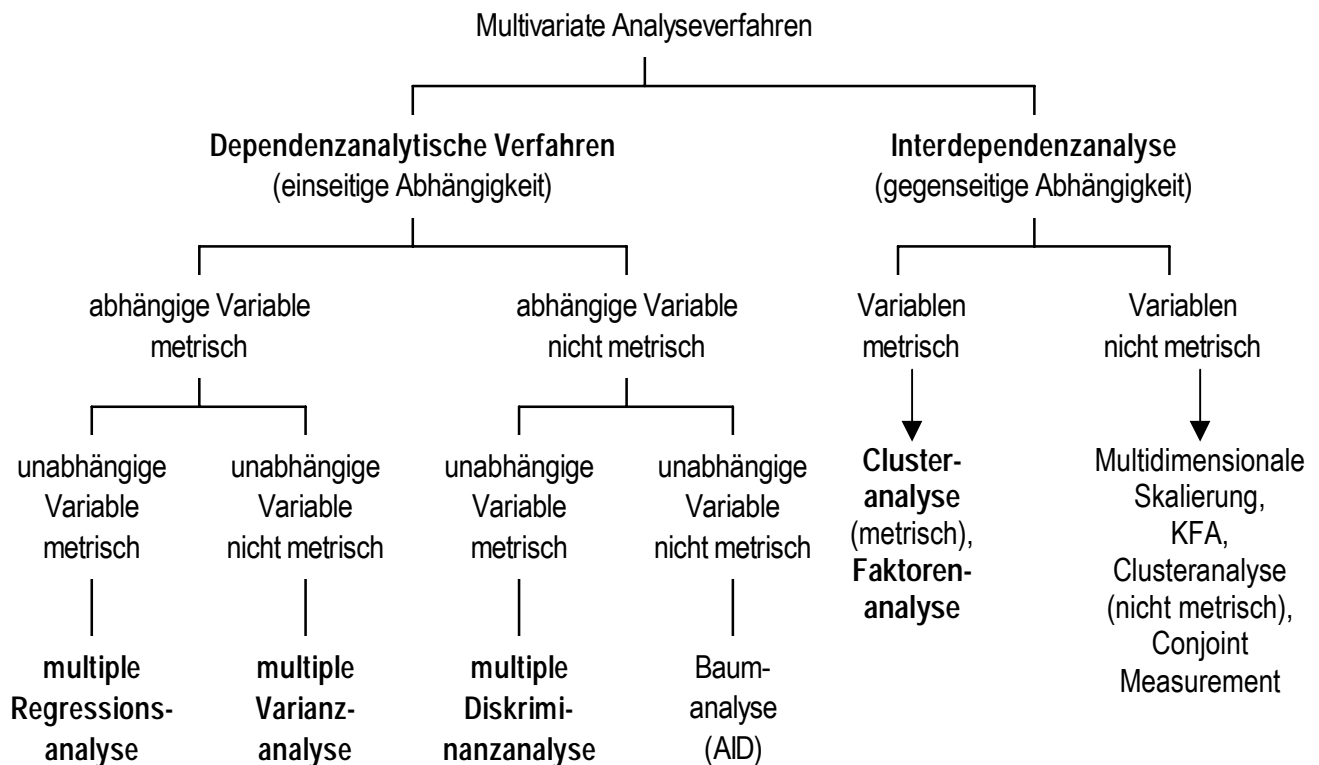 Multivariate Analyseverfahren
Dependenzanalytische Verfahren
(einseitige Abhängigkeit)
Interdependenzanalyse
(gegenseitige Abhängigkeit)
abhängige Variable
metrisch
abhängige Variable
nicht metrisch
Variablen
metrisch
Variablen
nicht metrisch
unabhängige
Variable
metrisch
unabhängige
Variable
nicht metrisch
unabhängige
Variable
metrisch
unabhängige
Variable
nicht metrisch
Cluster-
analyse
(metrisch),
Faktoren-
analyse
Multidimensionale
Skalierung,
KFA,
Clusteranalyse
(nicht metrisch),
Conjoint
Measurement
multiple
Regressions-
analyse
multiple
Varianz-
analyse
multiple
Diskrimi-
nanzanalyse
Baum-
analyse
(AID)